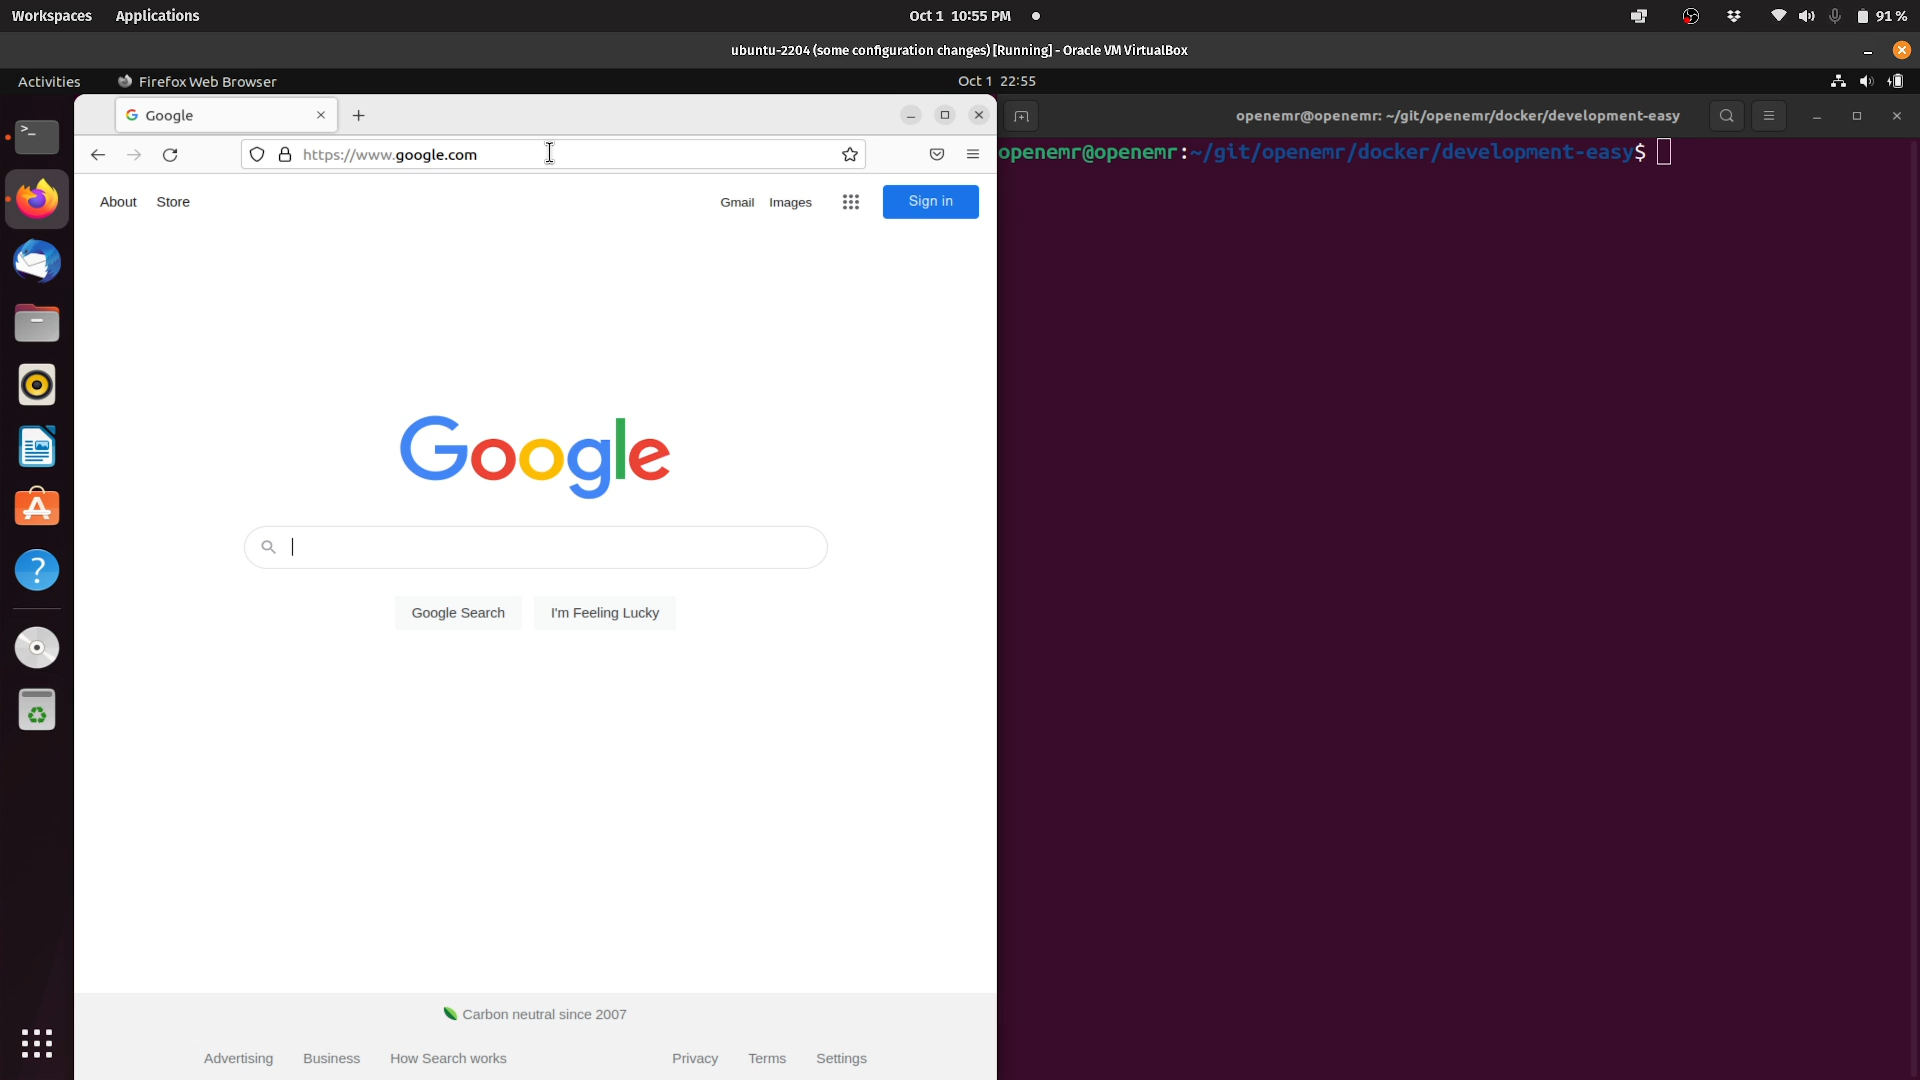 Workspaces Applications Oct 1 10:55 PM 91 %
ubuntu-2204 (some configuration changes) [Running] - Oracle VM VirtualBox
Activities Firefox Web Browser Oct 1 22:55
Google
openemr@openemr: ~/git/openemr/docker/development-easy
https://www.google.com
openemr@openemr:~/git/openemr/docker/development-easy$
About Store Gmail Images Sign in
Google
Google Search I'm Feeling Lucky
Carbon neutral since 2007
Advertising Business How Search works Privacy Terms Settings